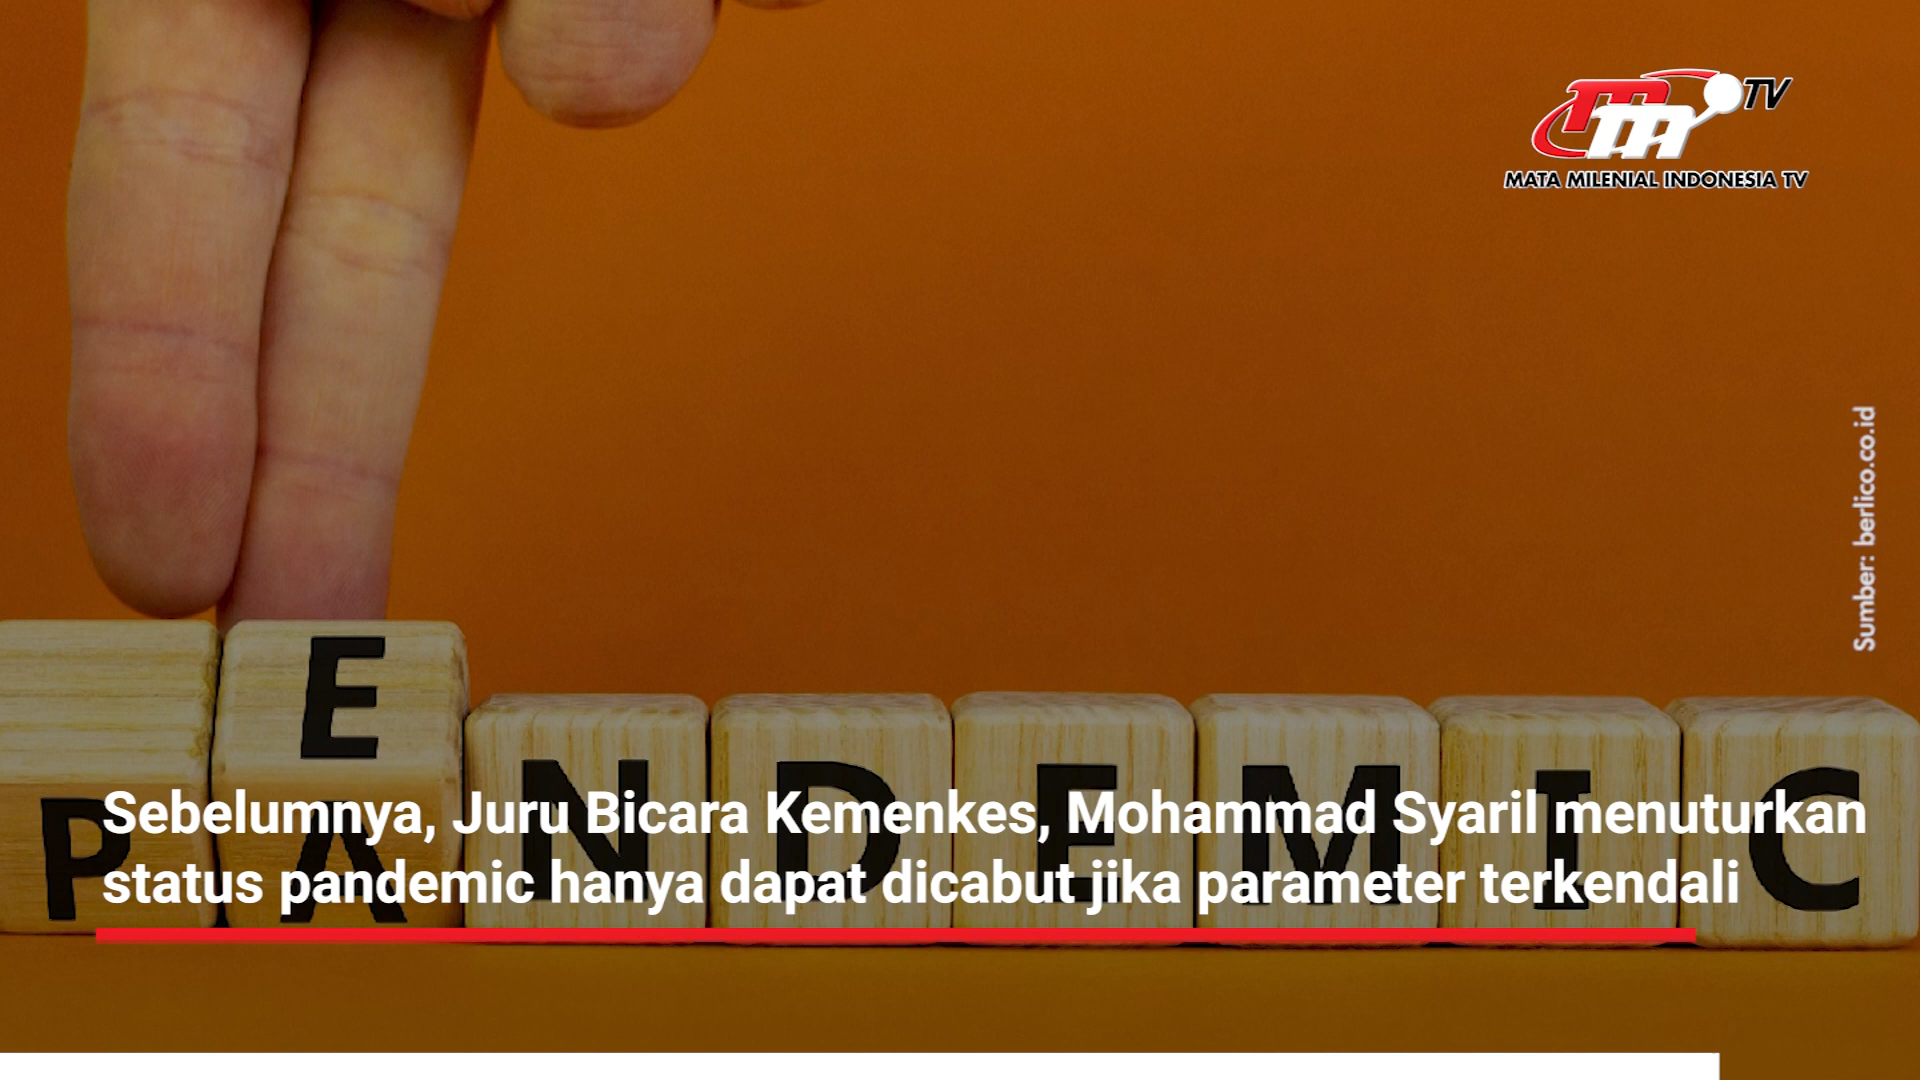 MM TV
MATA MILENIAL INDONESIA TV
Sumber: berlico.co.id
E
PANDEMIC
Sebelumnya, Juru Bicara Kemenkes, Mohammad Syaril menuturkan
status pandemic hanya dapat dicabut jika parameter terkendali